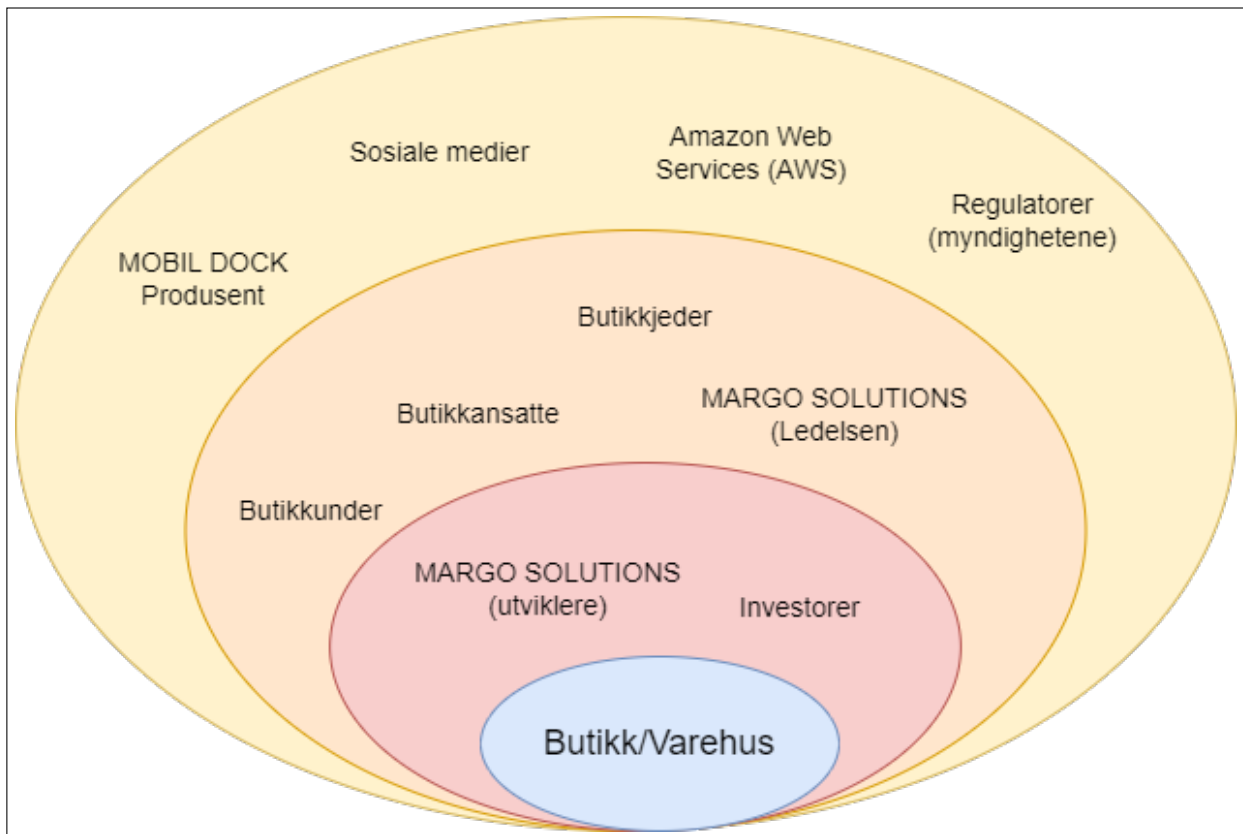 Sosiale medier
Amazon Web
Services (AWS)
Regulatorer
(myndighetene)
MOBIL DOCK
Produsent
Butikkjeder
Butikkansatte
MARGO SOLUTIONS
(Ledelsen)
Butikkunder
MARGO SOLUTIONS
(utviklere)
Investorer
Butikk/Varehus